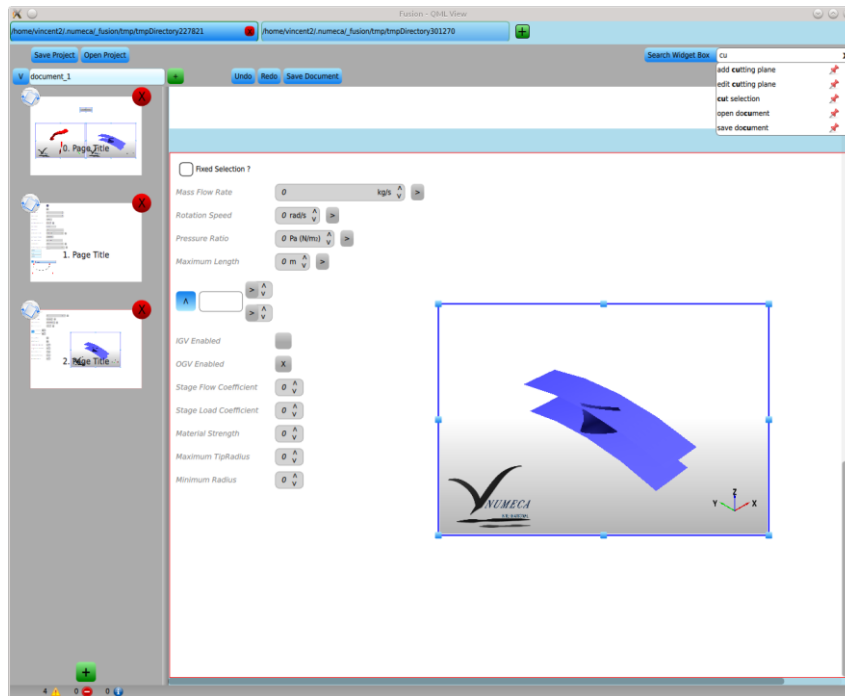 Fusion - QML View
/home/vincent2/.numeca/_fusion/tmp/tmpDirectory227821 X /home/vincent2/.numeca/_fusion/tmp/tmpDirectory301270 +
Save Project Open Project Search Widget Box cu
V document_1 + Undo Redo Save Document
add cutting plane
edit cutting plane
cut selection
open document
save document
X
0. Page Title
X
1. Page Title
X
2. Page Title
Fixed Selection ?
Mass Flow Rate 0 kg/s >
Rotation Speed 0 rad/s >
Pressure Ratio 0 Pa (N/m²) >
Maximum Length 0 m >
>
>
IGV Enabled
OGV Enabled X
Stage Flow Coefficient 0
Stage Load Coefficient 0
Material Strength 0
Maximum TipRadius 0
Minimum Radius 0
NUMECA
Z
Y X
+
4 0 0